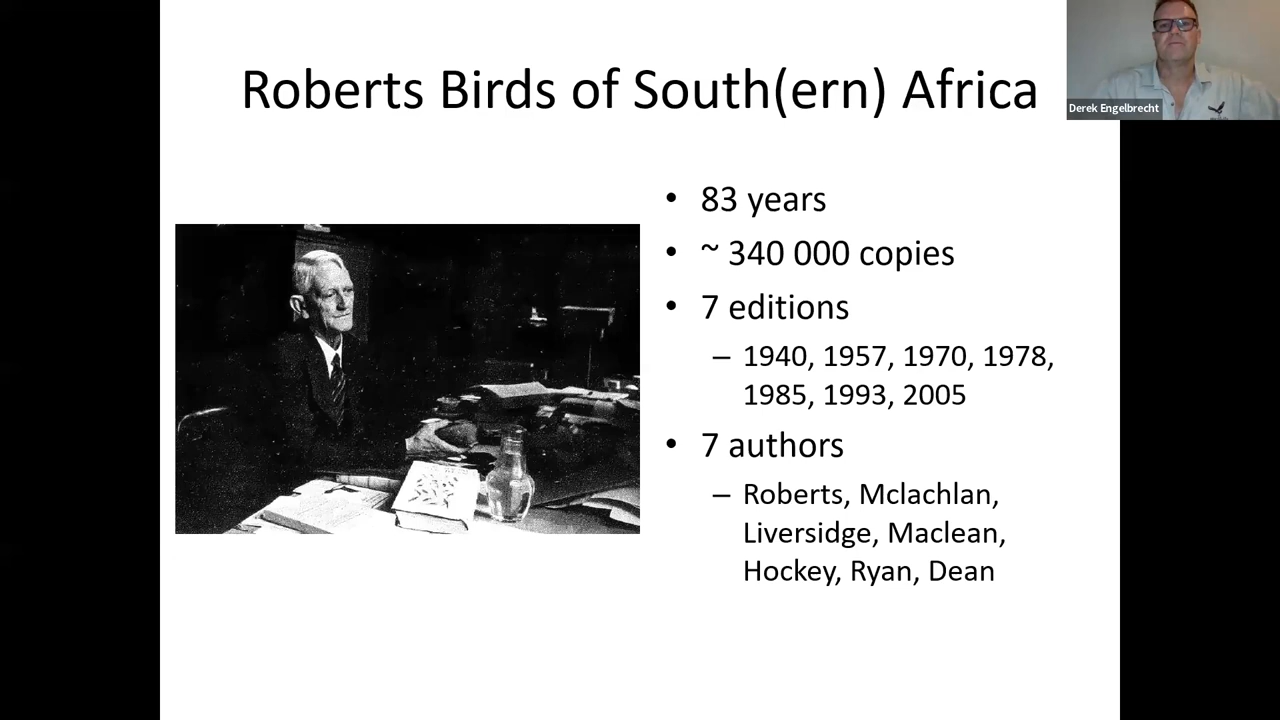 Roberts Birds of South(ern) Africa
Derek Engelbrecht
• 83 years
• ~ 340 000 copies
• 7 editions
– 1940, 1957, 1970, 1978,
1985, 1993, 2005
• 7 authors
– Roberts, Mclachlan,
Liversidge, Maclean,
Hockey, Ryan, Dean